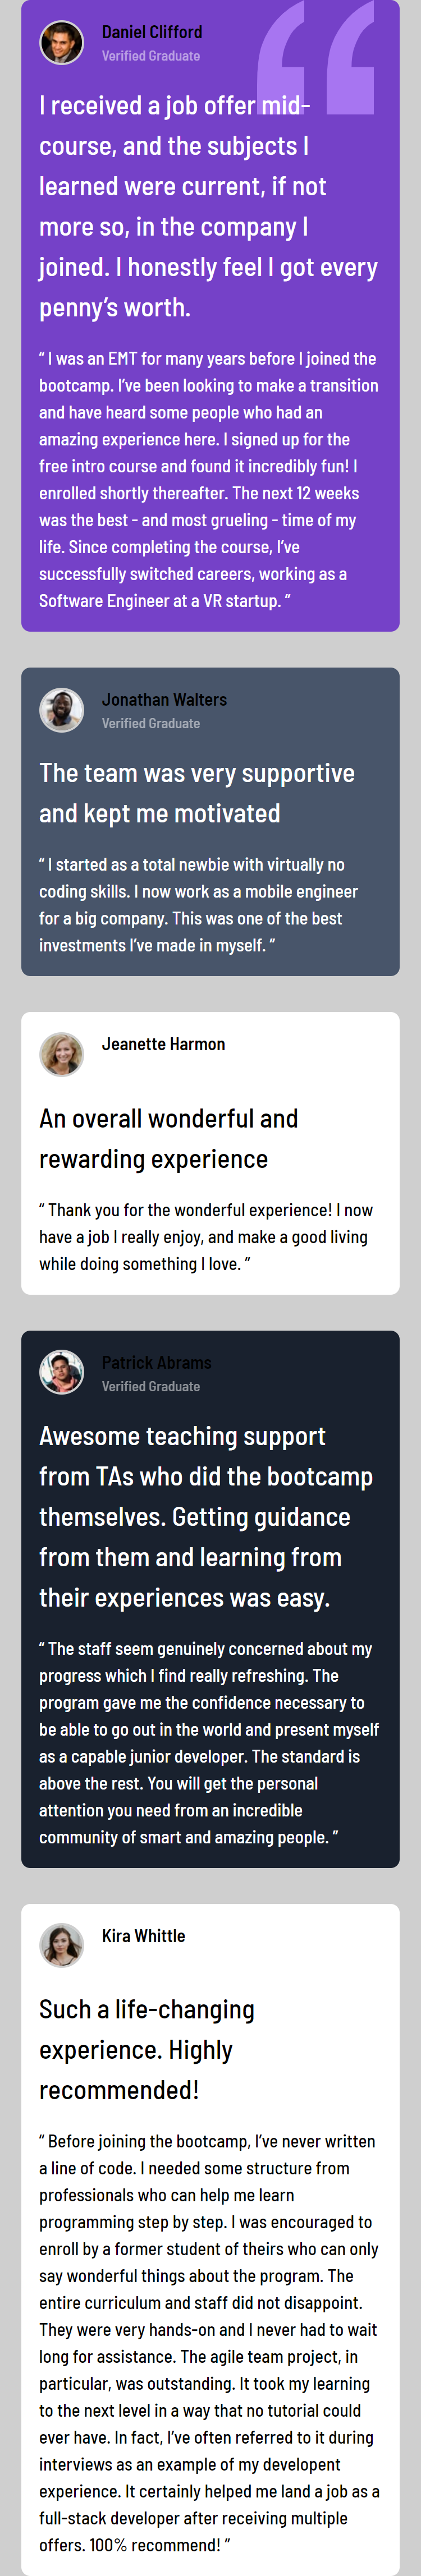 Daniel Clifford
Verified Graduate
I received a job offer mid-
course, and the subjects I
learned were current, if not
more so, in the company I
joined. I honestly feel I got every
penny’s worth.
“ I was an EMT for many years before I joined the
bootcamp. I’ve been looking to make a transition
and have heard some people who had an
amazing experience here. I signed up for the
free intro course and found it incredibly fun! I
enrolled shortly thereafter. The next 12 weeks
was the best - and most grueling - time of my
life. Since completing the course, I’ve
successfully switched careers, working as a
Software Engineer at a VR startup. ”
Jonathan Walters
Verified Graduate
The team was very supportive
and kept me motivated
“ I started as a total newbie with virtually no
coding skills. I now work as a mobile engineer
for a big company. This was one of the best
investments I’ve made in myself. ”
Jeanette Harmon
An overall wonderful and
rewarding experience
“ Thank you for the wonderful experience! I now
have a job I really enjoy, and make a good living
while doing something I love. ”
Patrick Abrams
Verified Graduate
Awesome teaching support
from TAs who did the bootcamp
themselves. Getting guidance
from them and learning from
their experiences was easy.
“ The staff seem genuinely concerned about my
progress which I find really refreshing. The
program gave me the confidence necessary to
be able to go out in the world and present myself
as a capable junior developer. The standard is
above the rest. You will get the personal
attention you need from an incredible
community of smart and amazing people. ”
Kira Whittle
Such a life-changing
experience. Highly
recommended!
“ Before joining the bootcamp, I’ve never written
a line of code. I needed some structure from
professionals who can help me learn
programming step by step. I was encouraged to
enroll by a former student of theirs who can only
say wonderful things about the program. The
entire curriculum and staff did not disappoint.
They were very hands-on and I never had to wait
long for assistance. The agile team project, in
particular, was outstanding. It took my learning
to the next level in a way that no tutorial could
ever have. In fact, I’ve often referred to it during
interviews as an example of my developent
experience. It certainly helped me land a job as a
full-stack developer after receiving multiple
offers. 100% recommend! ”